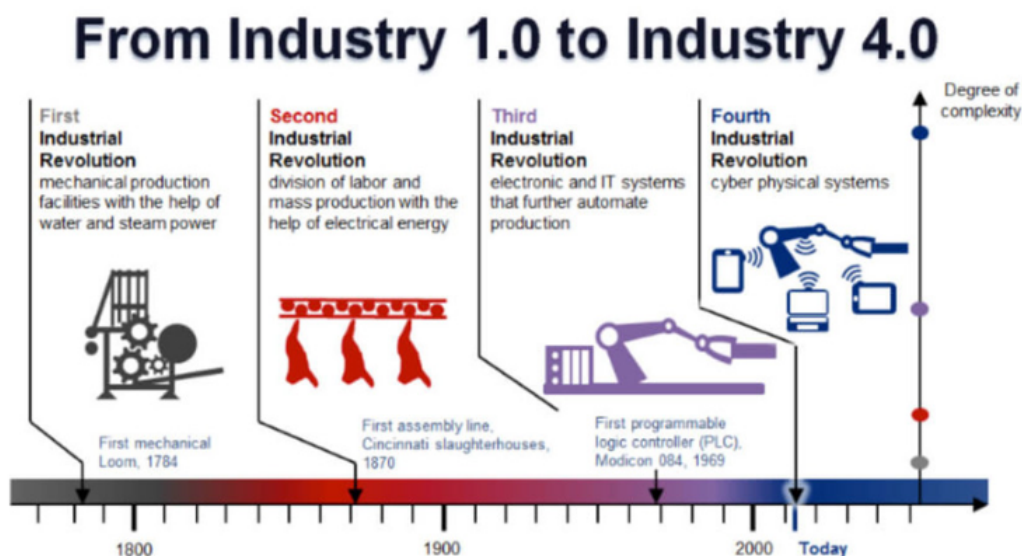 From Industry 1.0 to Industry 4.0
First
Industrial
Revolution
mechanical production
facilities with the help of
water and steam power
Second
Industrial
Revolution
division of labor and
mass production with the
help of electrical energy
Third
Industrial
Revolution
electronic and IT systems
that further automate
production
Fourth
Industrial
Revolution
cyber physical systems
Degree of
complexity
First mechanical
Loom, 1784
First assembly line,
Cincinnati slaughterhouses,
1870
First programmable
logic controller (PLC),
Modicon 084, 1969
1800
1900
2000
Today